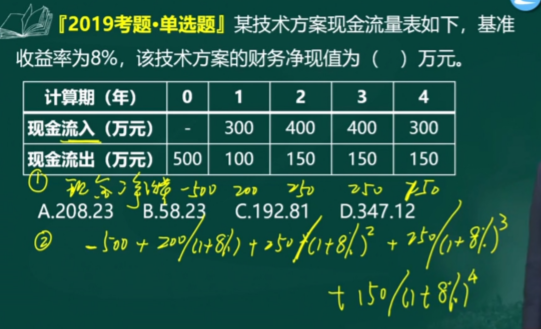 『2019考题•单选题』某技术方案现金流量表如下，基准
收益率为8%，该技术方案的财务净现值为（ ）万元。
计算期（年） 0 1 2 3 4
现金流入（万元） - 300 400 400 300
现金流出（万元） 500 100 150 150 150
① 现金净流量 -500 200 250 250 150
A.208.23 B.58.23 C.192.81 D.347.12
② -500 + 200/(1+8%) + 250/(1+8%)² + 250/(1+8%)³
+ 150/(1+8%)⁴